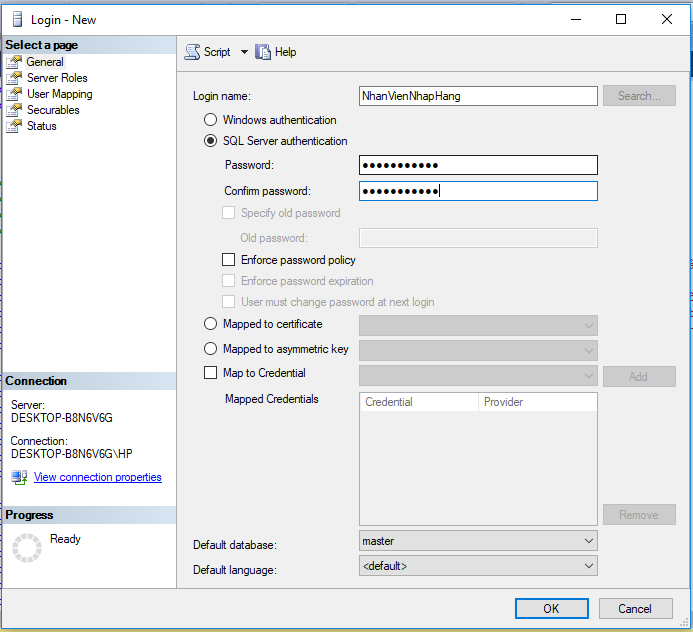 Login - New
Select a page
General
Server Roles
User Mapping
Securables
Status
Script Help
Login name: NhanVienNhapHang Search...
Windows authentication
SQL Server authentication
Password: ●●●●●●●●●●●
Confirm password: ●●●●●●●●●●●
Specify old password
Old password:
Enforce password policy
Enforce password expiration
User must change password at next login
Mapped to certificate
Mapped to asymmetric key
Map to Credential Add
Mapped Credentials Credential Provider
Remove
Default database: master
Default language: <default>
Connection
Server:
DESKTOP-B8N6V6G
Connection:
DESKTOP-B8N6V6G\HP
View connection properties
Progress
Ready
OK Cancel